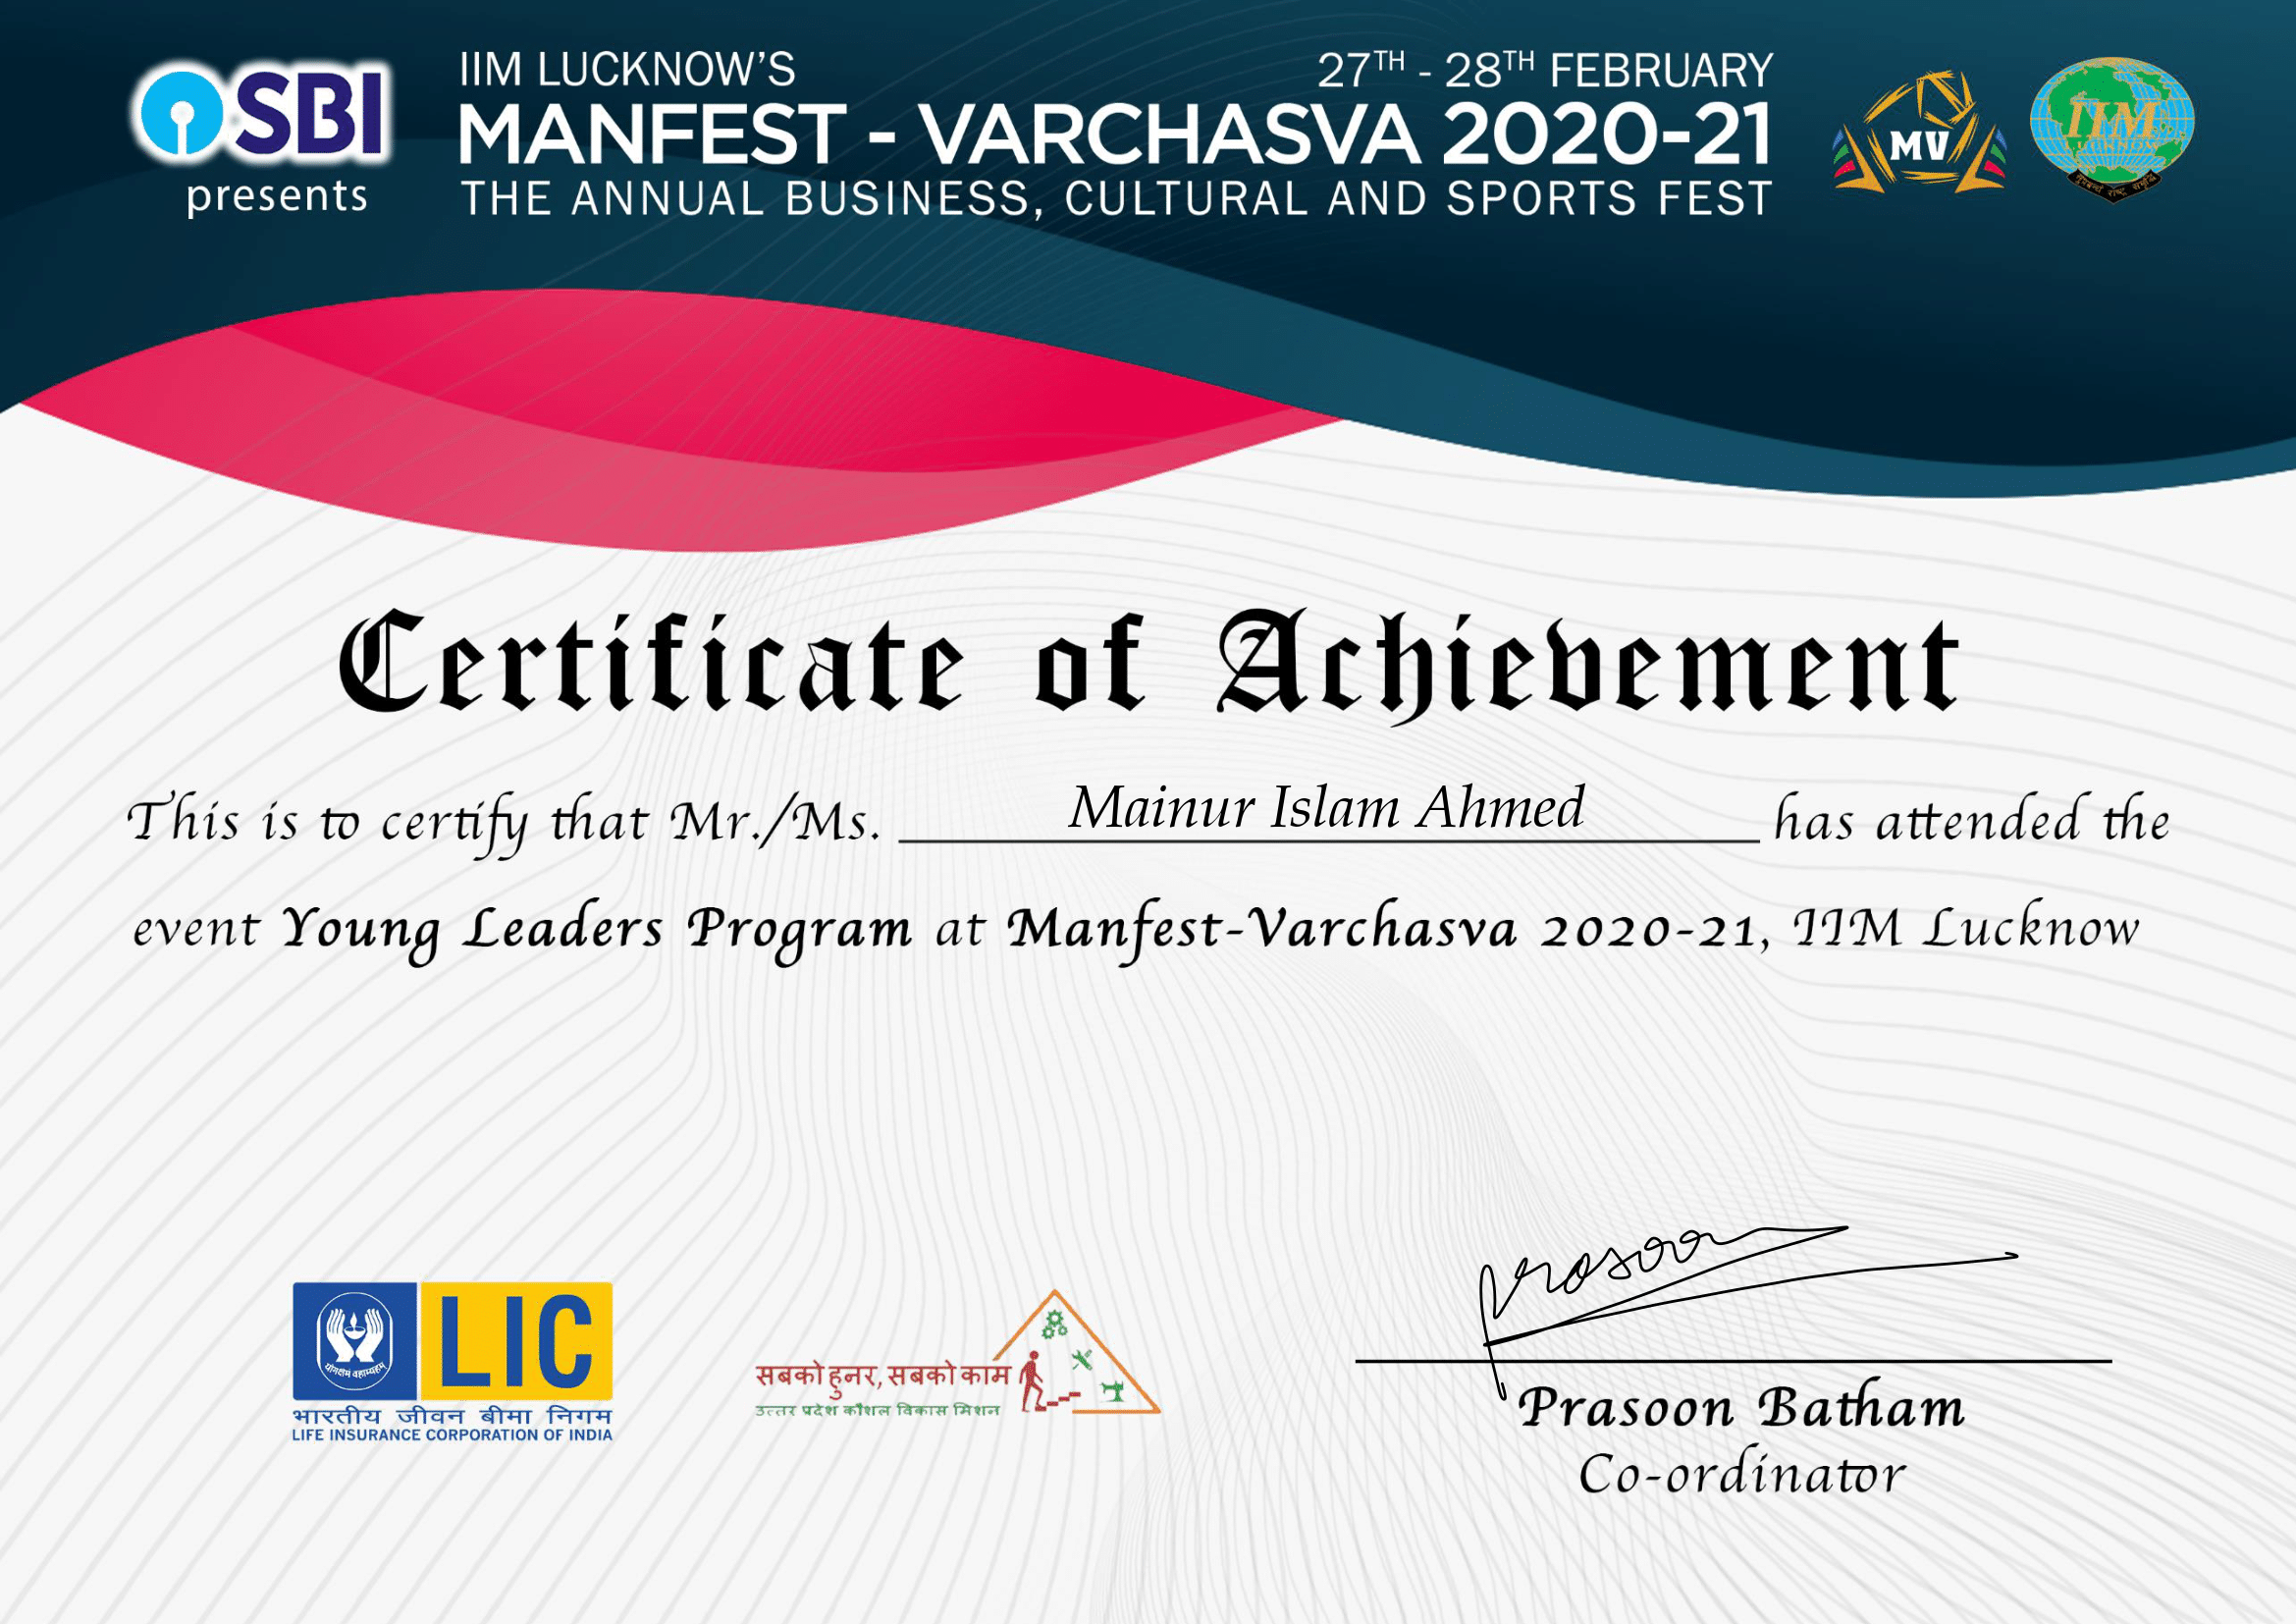 SBI
presents
IIM LUCKNOW'S
27TH - 28TH FEBRUARY
MANFEST - VARCHASVA 2020-21
THE ANNUAL BUSINESS, CULTURAL AND SPORTS FEST
MV
IIM
LUCKNOW
Certificate of Achievement
This is to certify that Mr./Ms. Mainur Islam Ahmed has attended the
event Young Leaders Program at Manfest-Varchasva 2020-21, IIM Lucknow
योगक्षेमं वहाम्यहम्
LIC
भारतीय जीवन बीमा निगम
LIFE INSURANCE CORPORATION OF INDIA
सबको हुनर, सबको काम
उत्तर प्रदेश कौशल विकास मिशन
Prasoon
Prasoon Batham
Co-ordinator